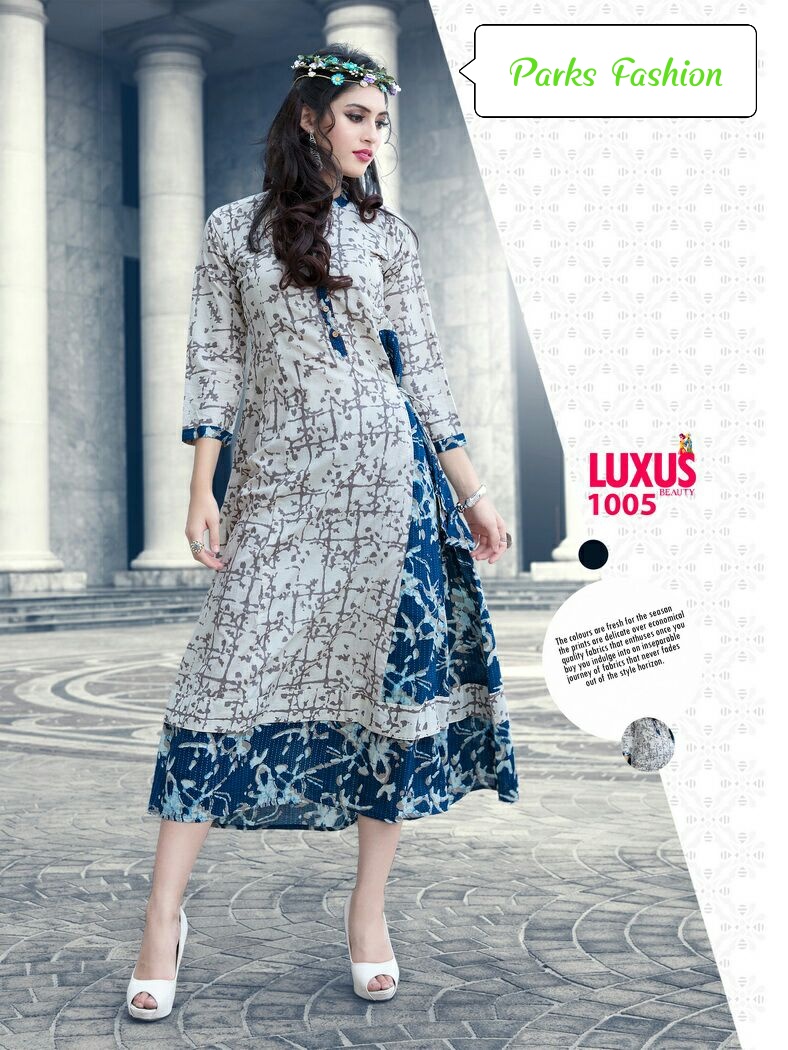 Parks Fashion
LUXUS
BEAUTY
1005
The colours are fresh for the season
the prints are delicate over economical
quality fabrics that enthuses once you
buy you indulge into an inseparable
journey of fabrics that never fades
out of the style horizon.